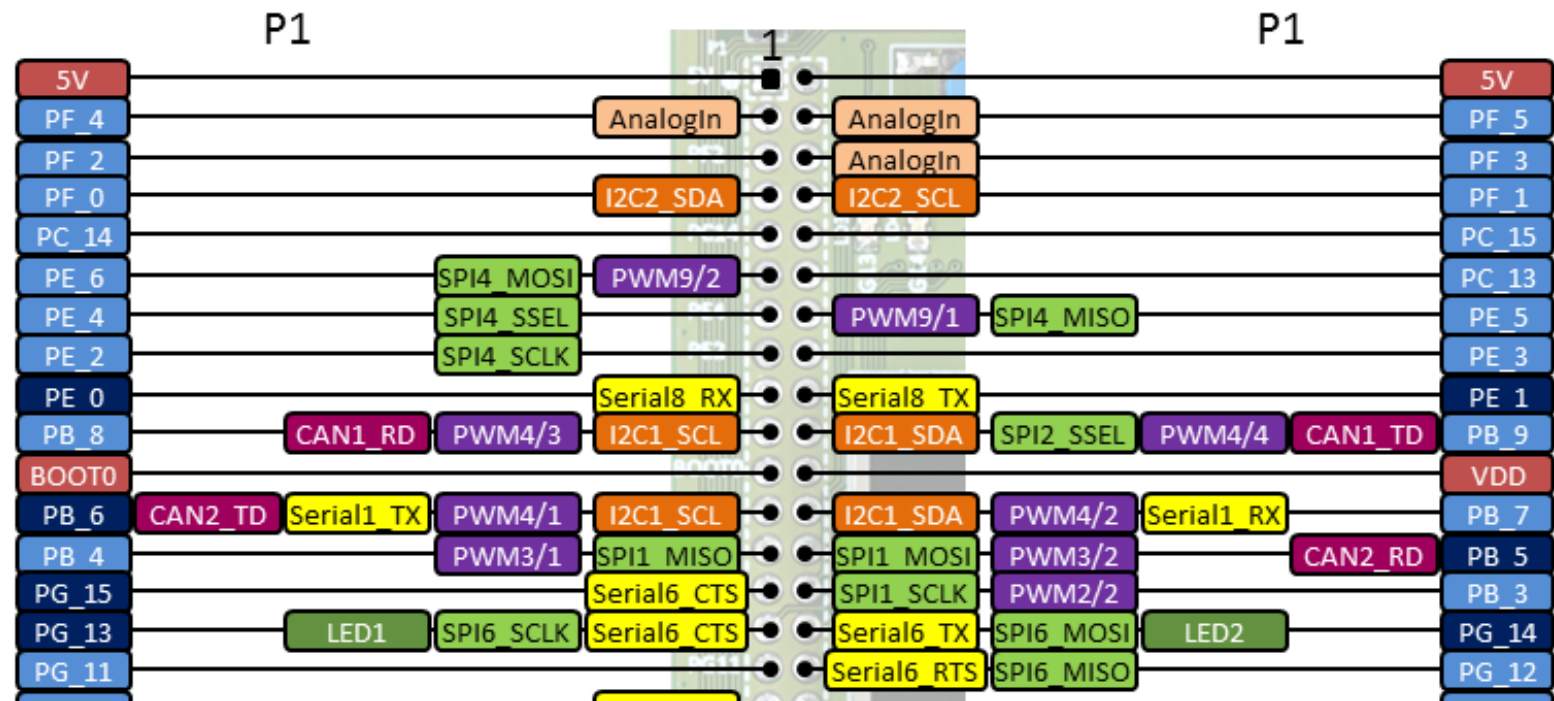 P1 P1
1
5V 5V
PF_4 AnalogIn AnalogIn PF_5
PF_2 AnalogIn PF_3
PF_0 I2C2_SDA I2C2_SCL PF_1
PC_14 PC_15
PE_6 SPI4_MOSI PWM9/2 PC_13
PE_4 SPI4_SSEL PWM9/1 SPI4_MISO PE_5
PE_2 SPI4_SCLK PE_3
PE_0 Serial8_RX Serial8_TX PE_1
PB_8 CAN1_RD PWM4/3 I2C1_SCL I2C1_SDA SPI2_SSEL PWM4/4 CAN1_TD PB_9
BOOT0 BOOT0 VDD
PB_6 CAN2_TD Serial1_TX PWM4/1 I2C1_SCL I2C1_SDA PWM4/2 Serial1_RX PB_7
PB_4 PWM3/1 SPI1_MISO SPI1_MOSI PWM3/2 CAN2_RD PB_5
PG_15 Serial6_CTS SPI1_SCLK PWM2/2 PB_3
PG_13 LED1 SPI6_SCLK Serial6_CTS Serial6_TX SPI6_MOSI LED2 PG_14
PG_11 PG11 Serial6_RTS SPI6_MISO PG_12